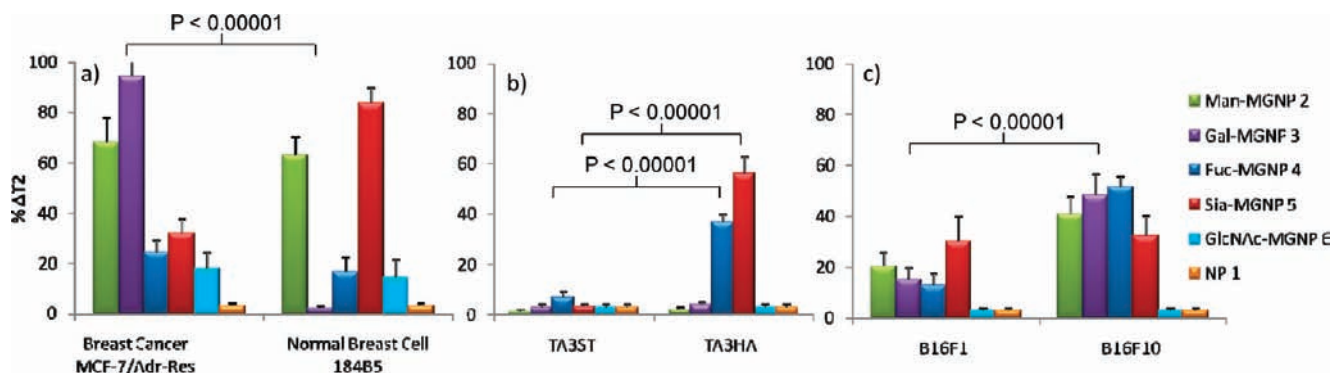 P < 0.00001
a)
% ΔT2
100
80
60
40
20
0
Breast Cancer
MCF-7/Adr-Res
Normal Breast Cell
184B5
b)
P < 0.00001
P < 0.00001
100
80
60
40
20
0
TA3ST
TA3HA
c)
P < 0.00001
100
80
60
40
20
0
B16F1
B16F10
Man-MGNP 2
Gal-MGNP 3
Fuc-MGNP 4
Sia-MGNP 5
GlcNAc-MGNP 6
NP 1